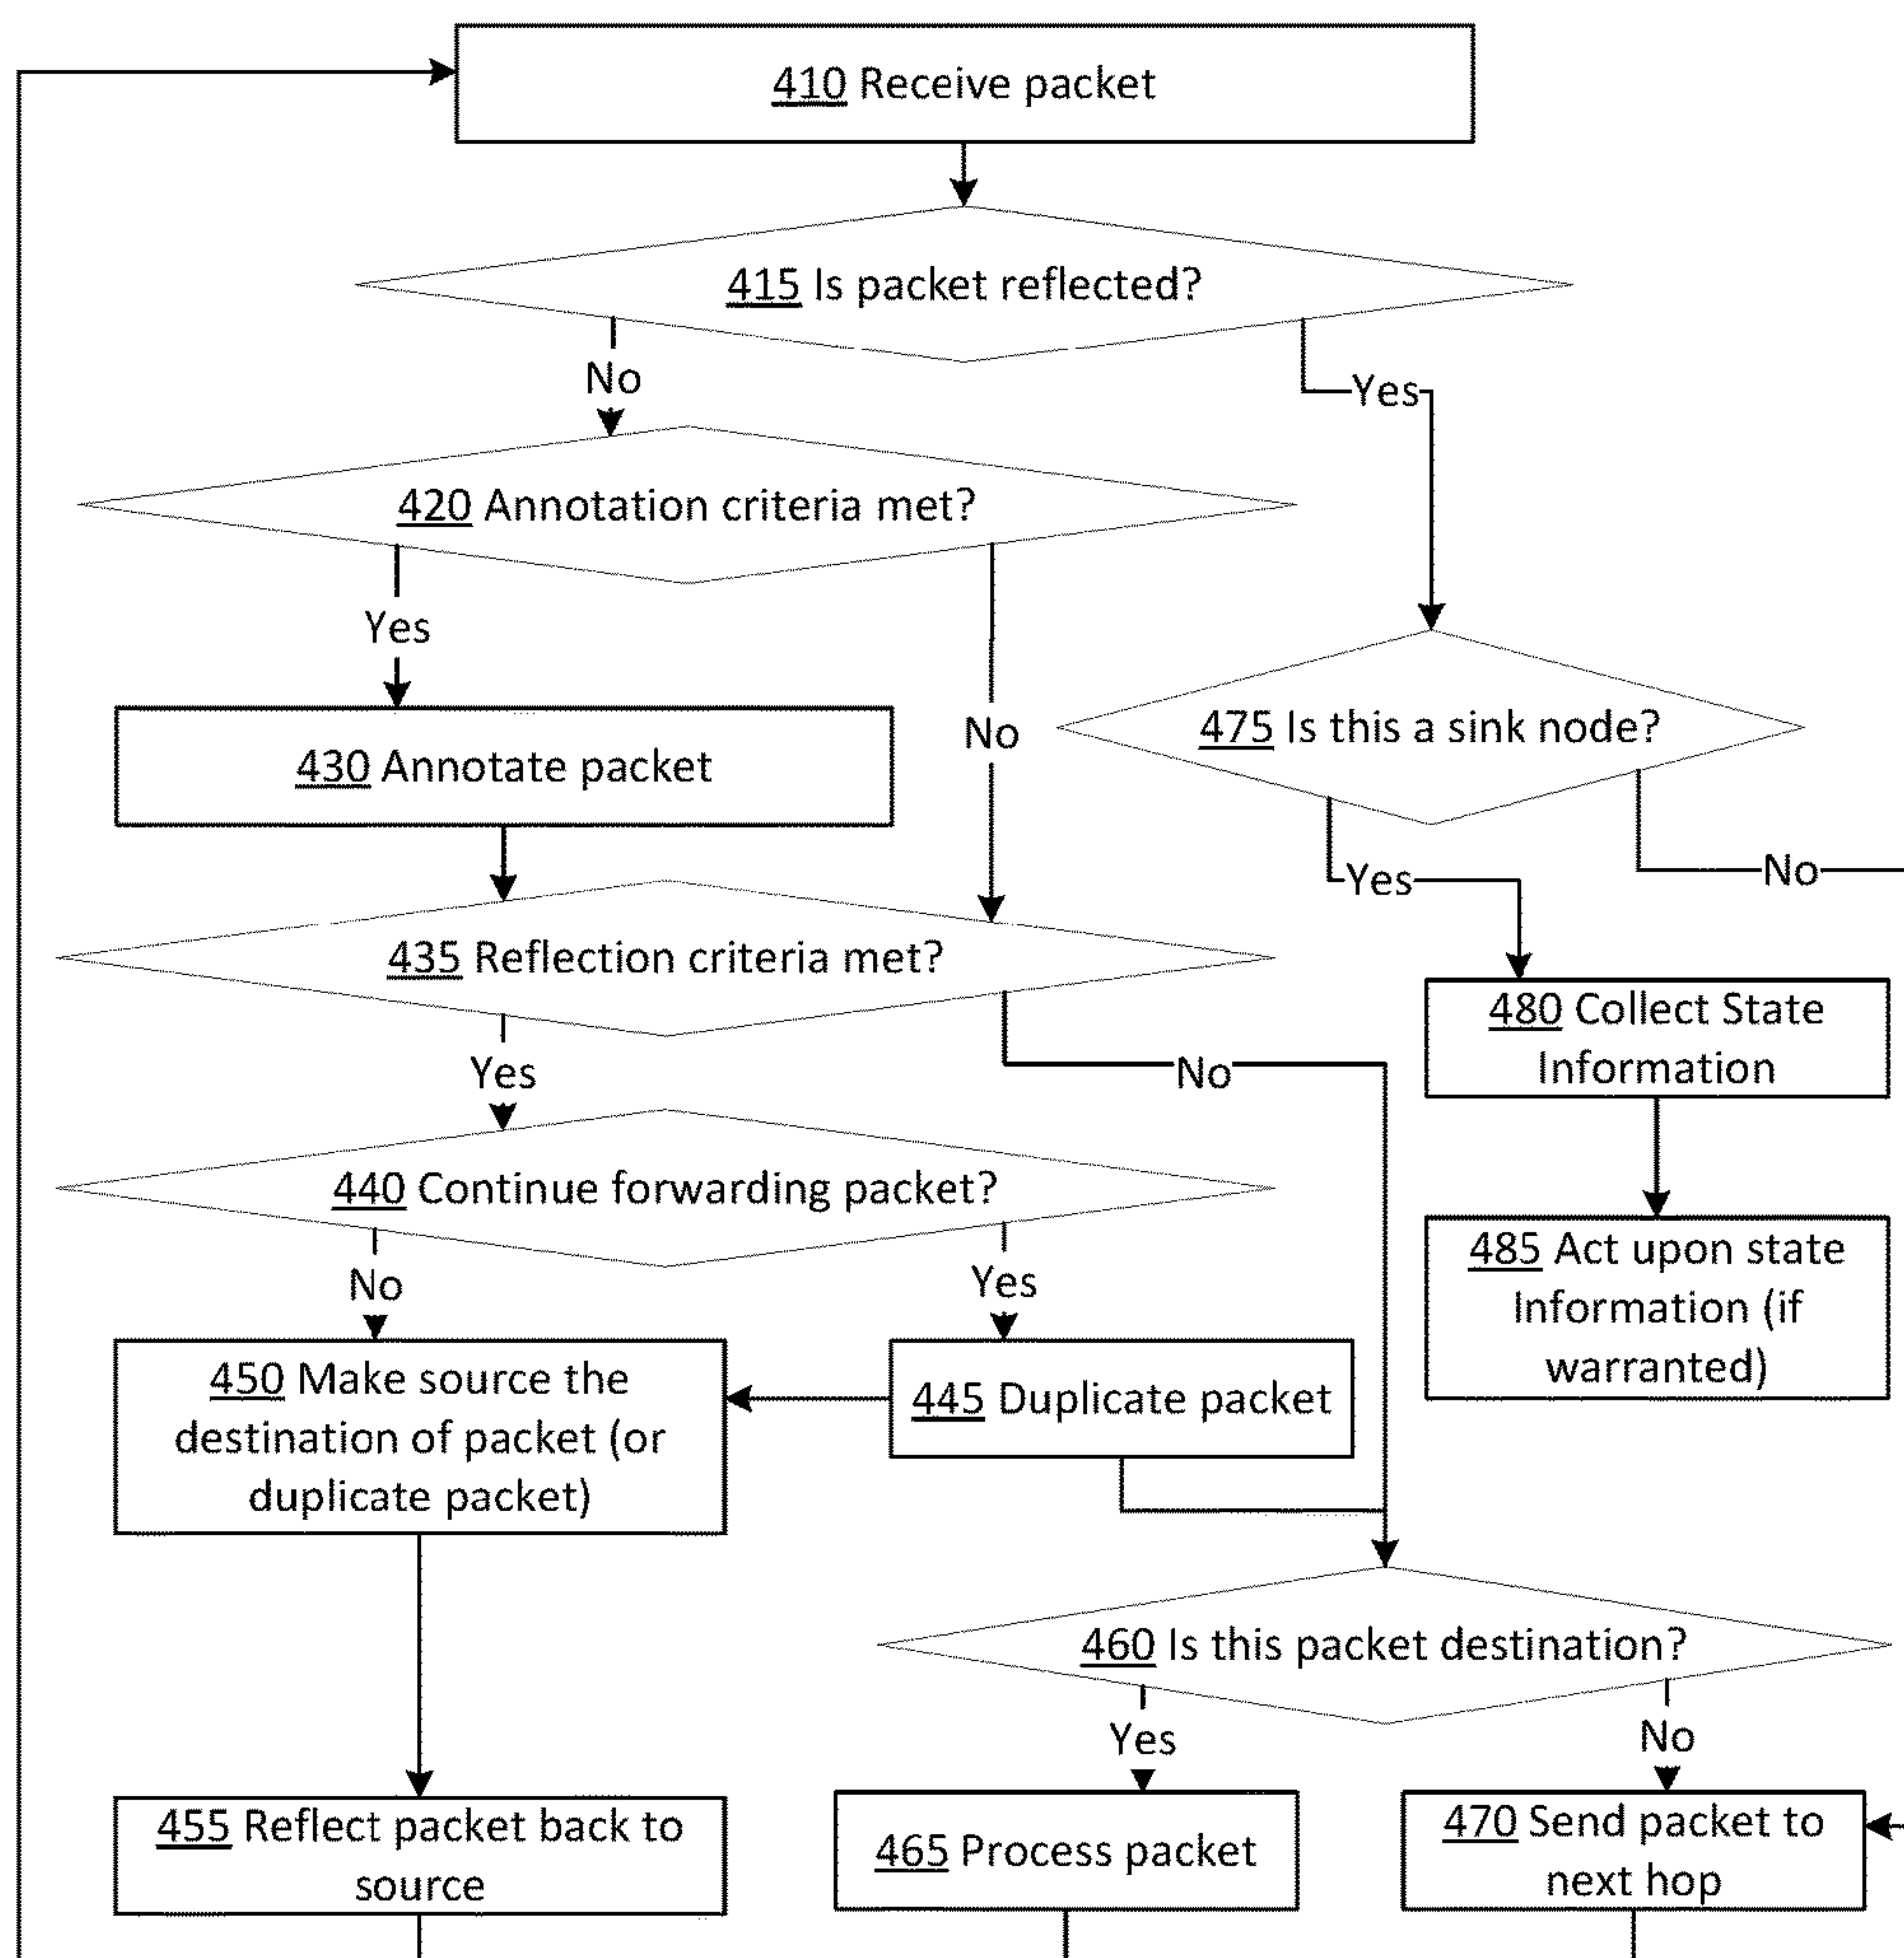 410 Receive packet
415 Is packet reflected?
No
Yes
420 Annotation criteria met?
Yes
No
430 Annotate packet
475 Is this a sink node?
Yes
No
435 Reflection criteria met?
Yes
No
480 Collect State
Information
440 Continue forwarding packet?
No
Yes
485 Act upon state
Information (if
warranted)
450 Make source the
destination of packet (or
duplicate packet)
445 Duplicate packet
460 Is this packet destination?
Yes
No
455 Reflect packet back to
source
465 Process packet
470 Send packet to
next hop